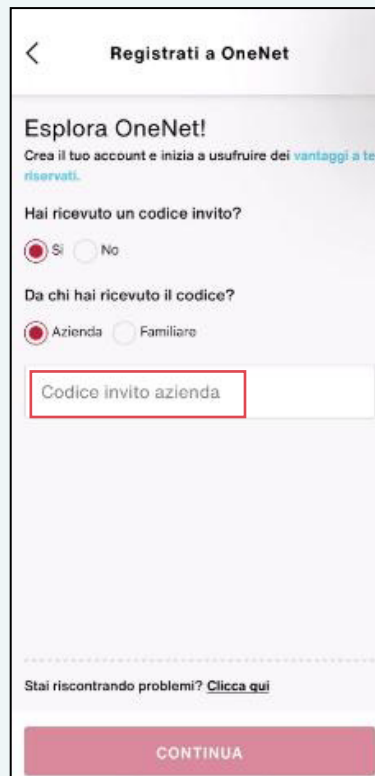 Registrati a OneNet
Esplora OneNet!
Crea il tuo account e inizia a usufruire dei vantaggi a te
riservati.
Hai ricevuto un codice invito?
Si No
Da chi hai ricevuto il codice?
Azienda Familiare
Codice invito azienda
Stai riscontrando problemi? Clicca qui
CONTINUA